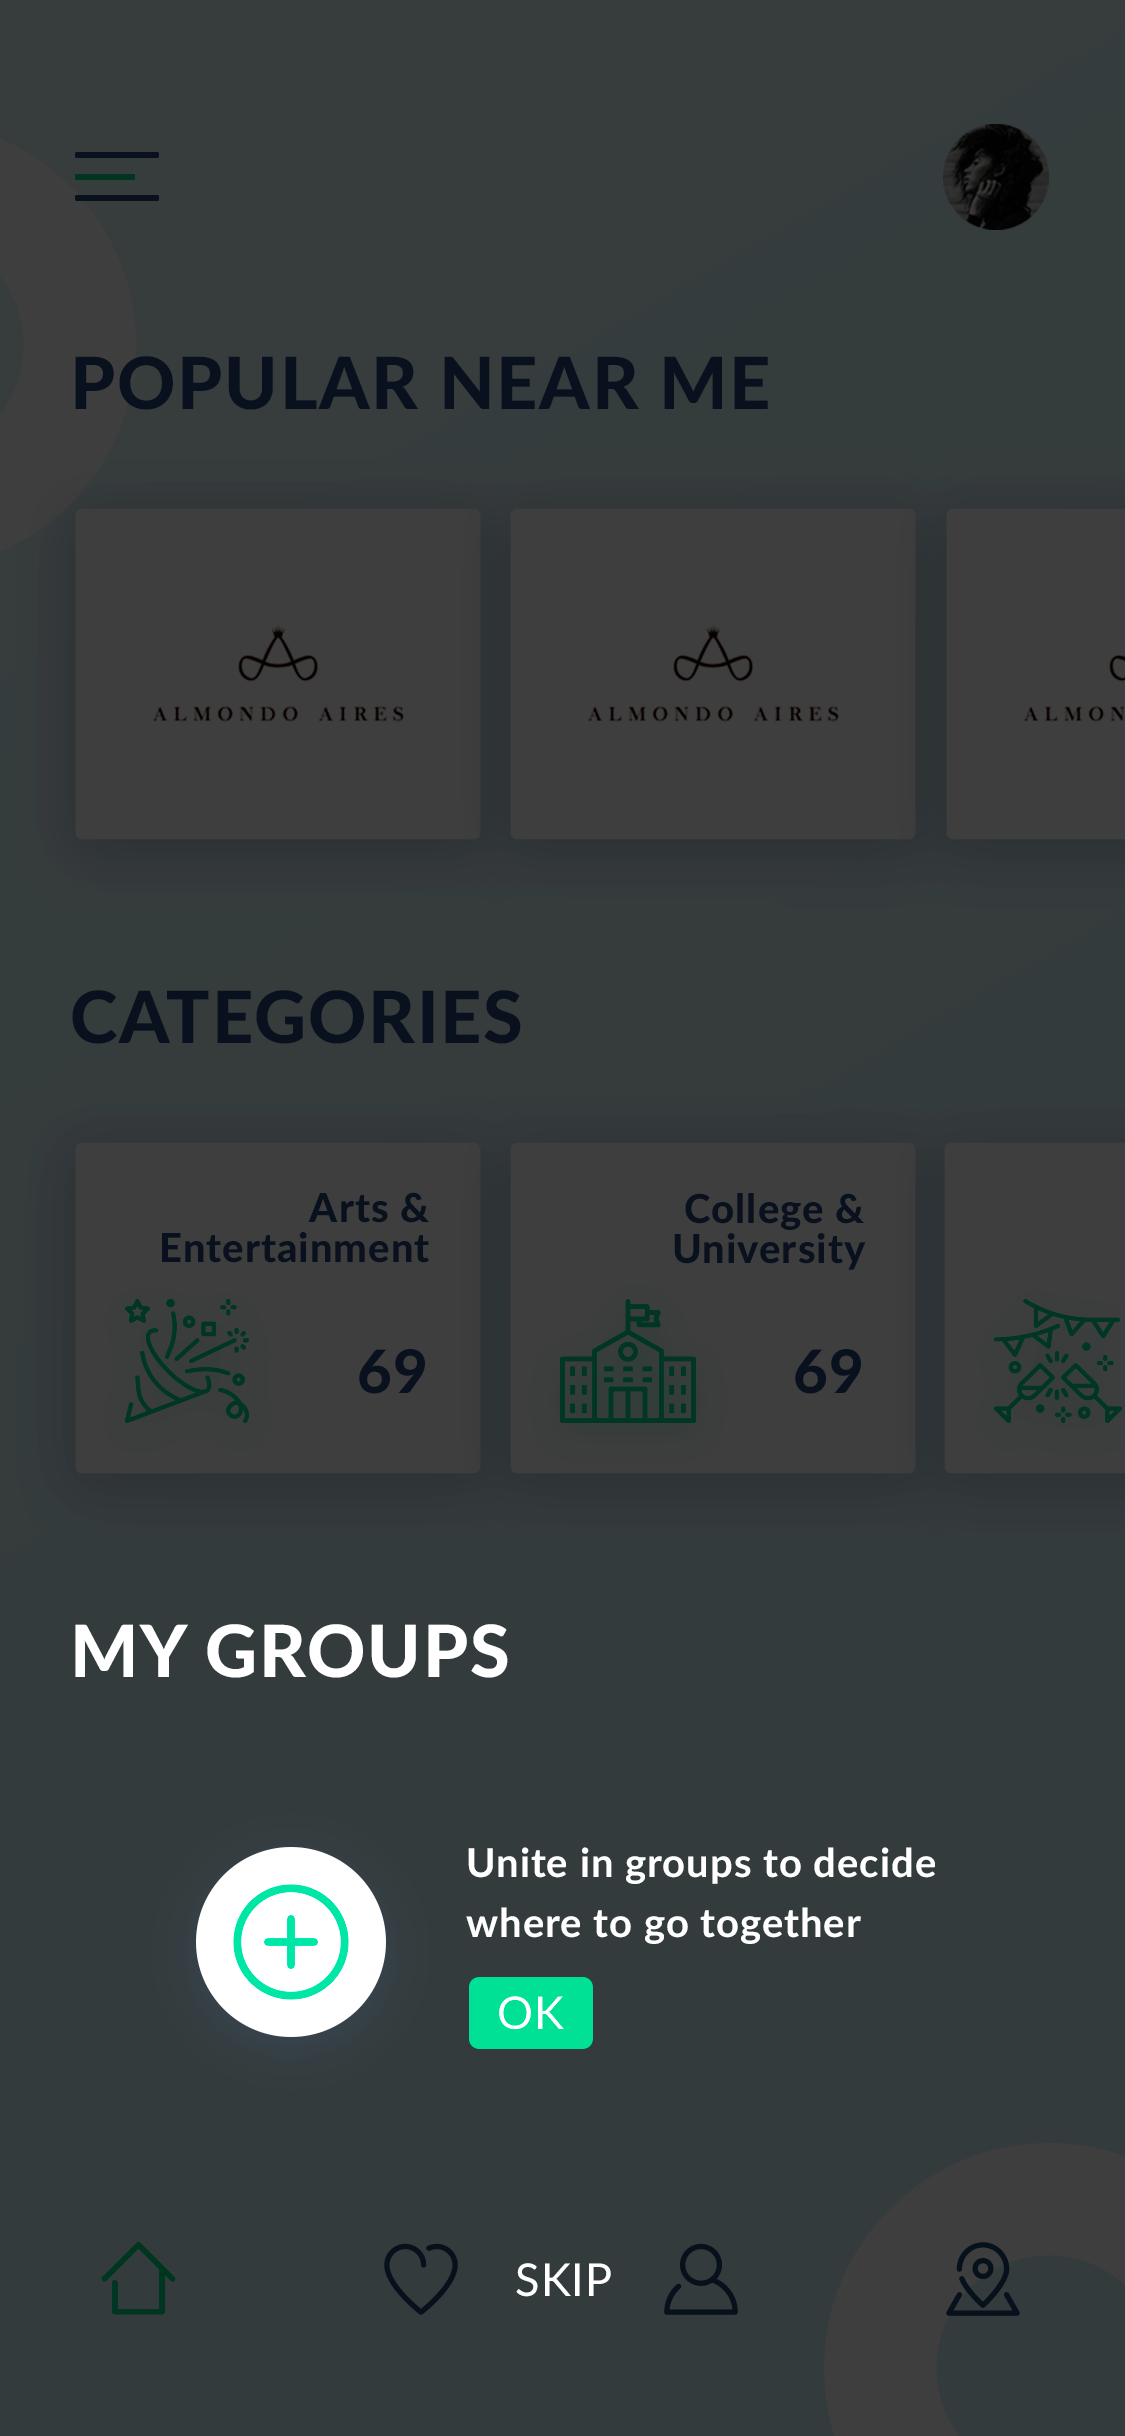 POPULAR NEAR ME
ALMONDO AIRES
ALMONDO AIRES
ALMON
CATEGORIES
Arts &
Entertainment
69
College &
University
69
MY GROUPS
Unite in groups to decide
where to go together
OK
SKIP